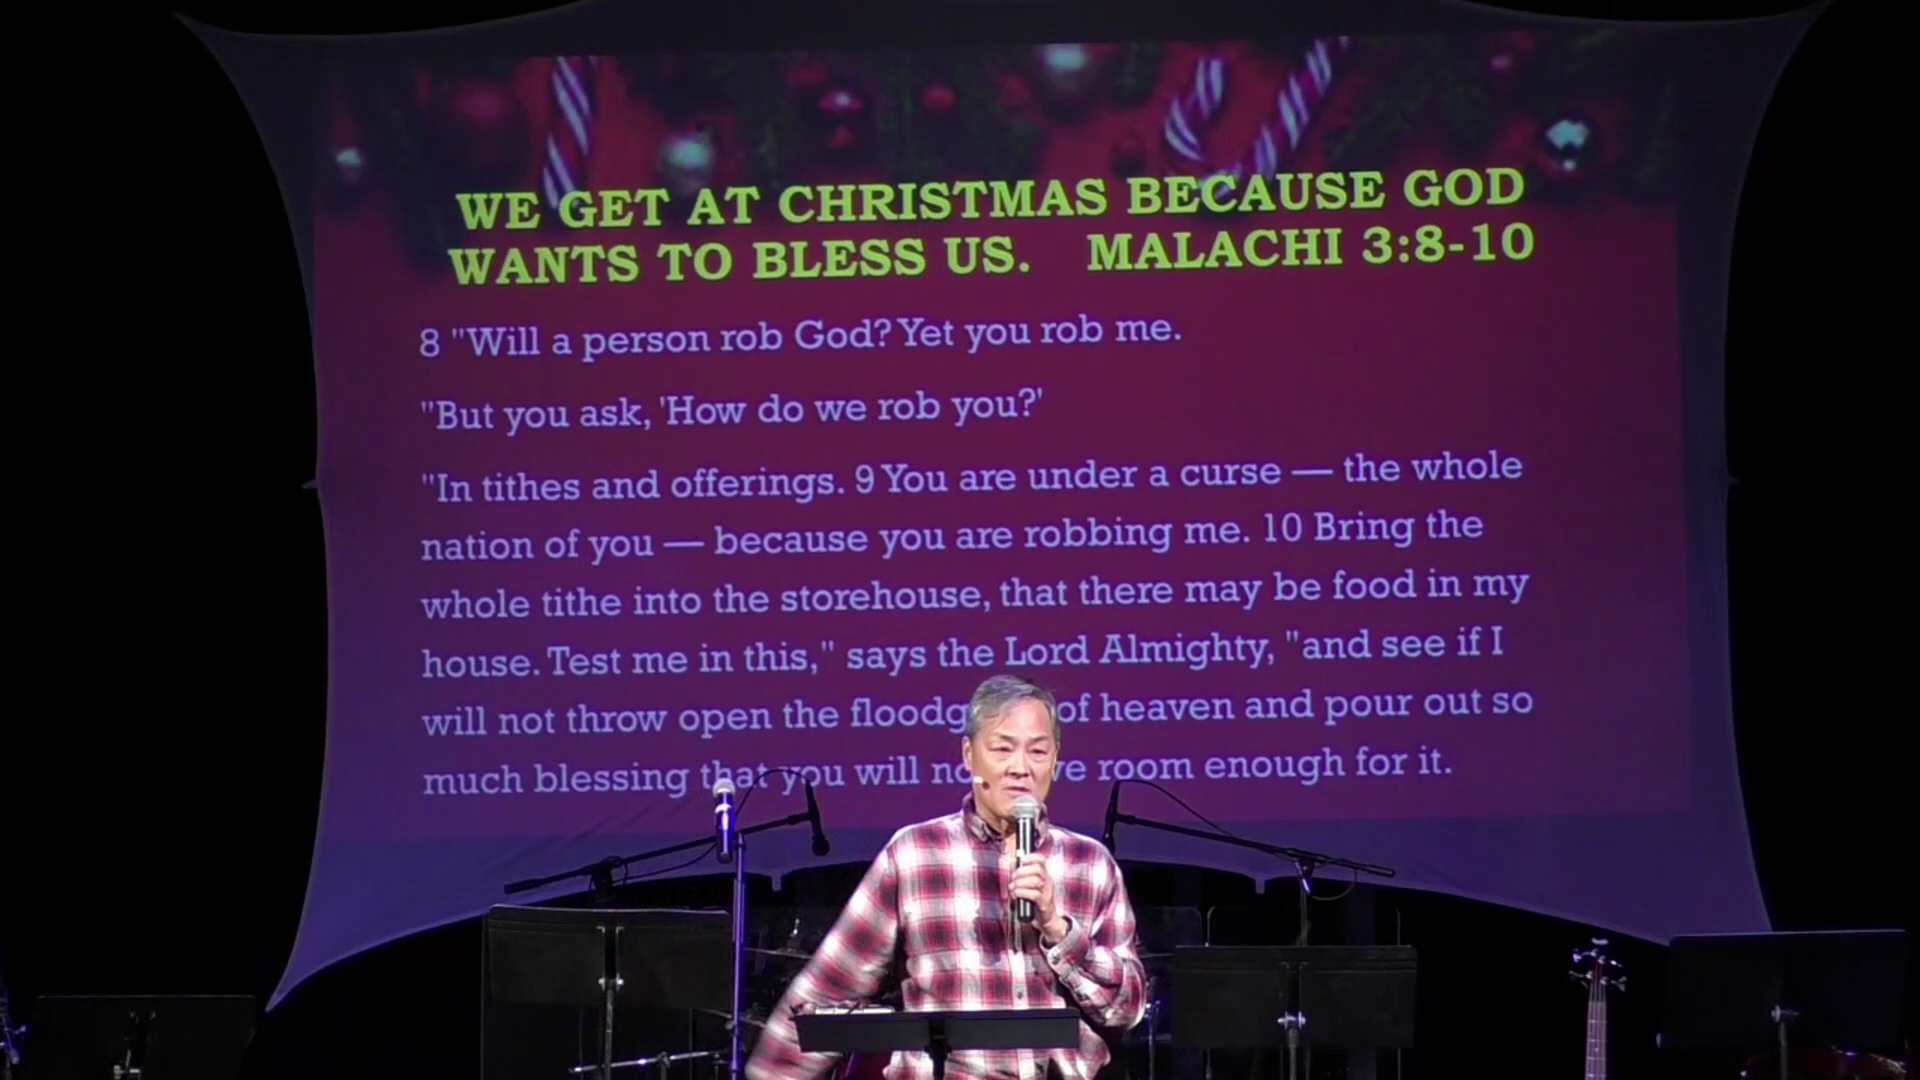 WE GET AT CHRISTMAS BECAUSE GOD
WANTS TO BLESS US. MALACHI 3:8-10
8 "Will a person rob God? Yet you rob me.
"But you ask, 'How do we rob you?'
"In tithes and offerings. 9 You are under a curse — the whole
nation of you — because you are robbing me. 10 Bring the
whole tithe into the storehouse, that there may be food in my
house. Test me in this," says the Lord Almighty, "and see if I
will not throw open the of heaven and pour out so
much blessing that you will room enough for it.